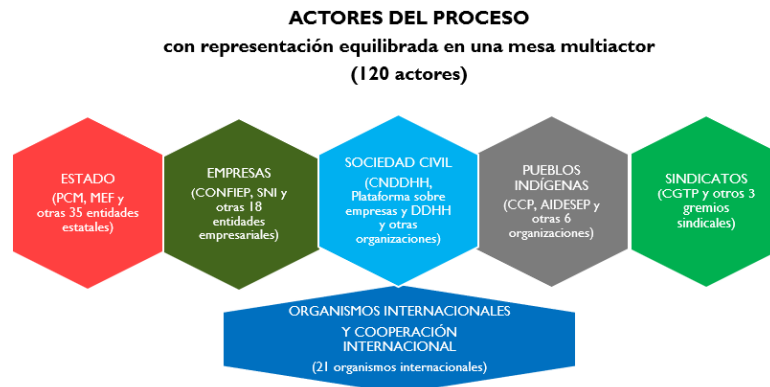 ACTORES DEL PROCESO
con representación equilibrada en una mesa multiactor
(120 actores)
ESTADO
(PCM, MEF y
otras 35 entidades
estatales)
EMPRESAS
(CONFIEP, SNI y
otras 18
entidades
empresariales)
SOCIEDAD CIVIL
(CNDDHH,
Plataforma sobre
empresas y DDHH
y otras
organizaciones)
PUEBLOS
INDÍGENAS
(CCP, AIDESEP y
otras 6
organizaciones)
SINDICATOS
(CGTP y otros 3
gremios
sindicales)
ORGANISMOS INTERNACIONALES
Y COOPERACIÓN
INTERNACIONAL
(21 organismos internacionales)